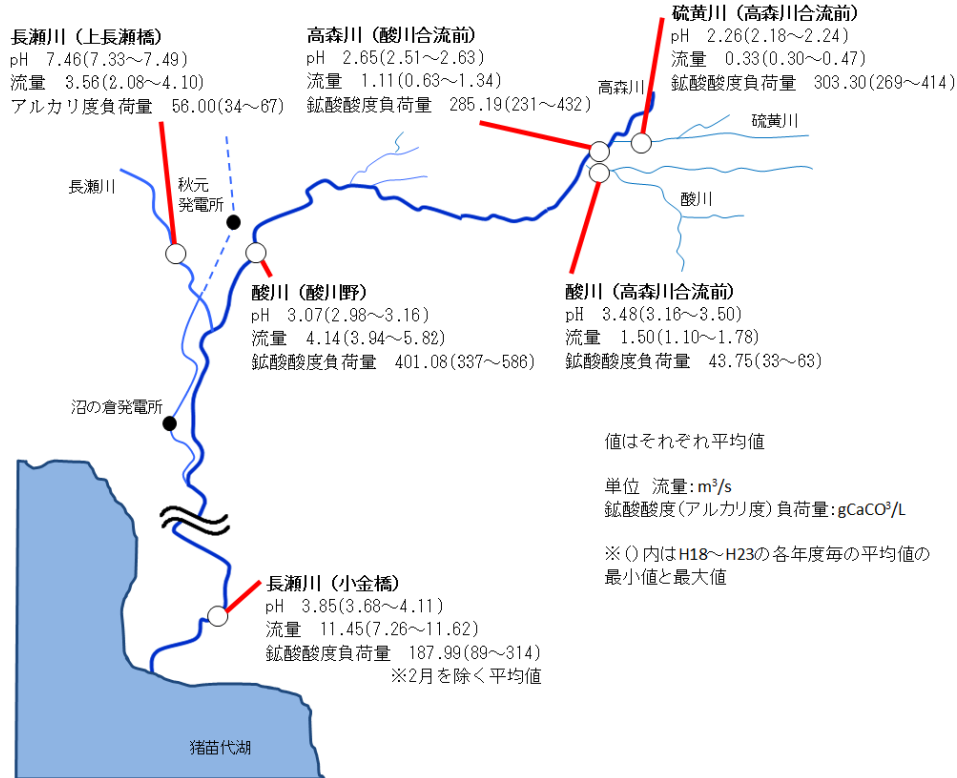 長瀬川（上長瀬橋）
pH 7.46(7.33～7.49)
流量 3.56(2.08～4.10)
アルカリ度負荷量 56.00(34～67)
高森川（酸川合流前）
pH 2.65(2.51～2.63)
流量 1.11(0.63～1.34)
鉱酸酸度負荷量 285.19(231～432)
硫黄川（高森川合流前）
pH 2.26(2.18～2.24)
流量 0.33(0.30～0.47)
鉱酸酸度負荷量 303.30(269～414)
高森川
硫黄川
長瀬川
秋元
発電所
酸川
酸川（酸川野）
pH 3.07(2.98～3.16)
流量 4.14(3.94～5.82)
鉱酸酸度負荷量 401.08(337～586)
酸川（高森川合流前）
pH 3.48(3.16～3.50)
流量 1.50(1.10～1.78)
鉱酸酸度負荷量 43.75(33～63)
沼の倉発電所
値はそれぞれ平均値
単位 流量：m³/s
鉱酸酸度（アルカリ度）負荷量：gCaCO³/L
※（）内はH18～H23の各年度毎の平均値の
最小値と最大値
長瀬川（小金橋）
pH 3.85(3.68～4.11)
流量 11.45(7.26～11.62)
鉱酸酸度負荷量 187.99(89～314)
※2月を除く平均値
猪苗代湖